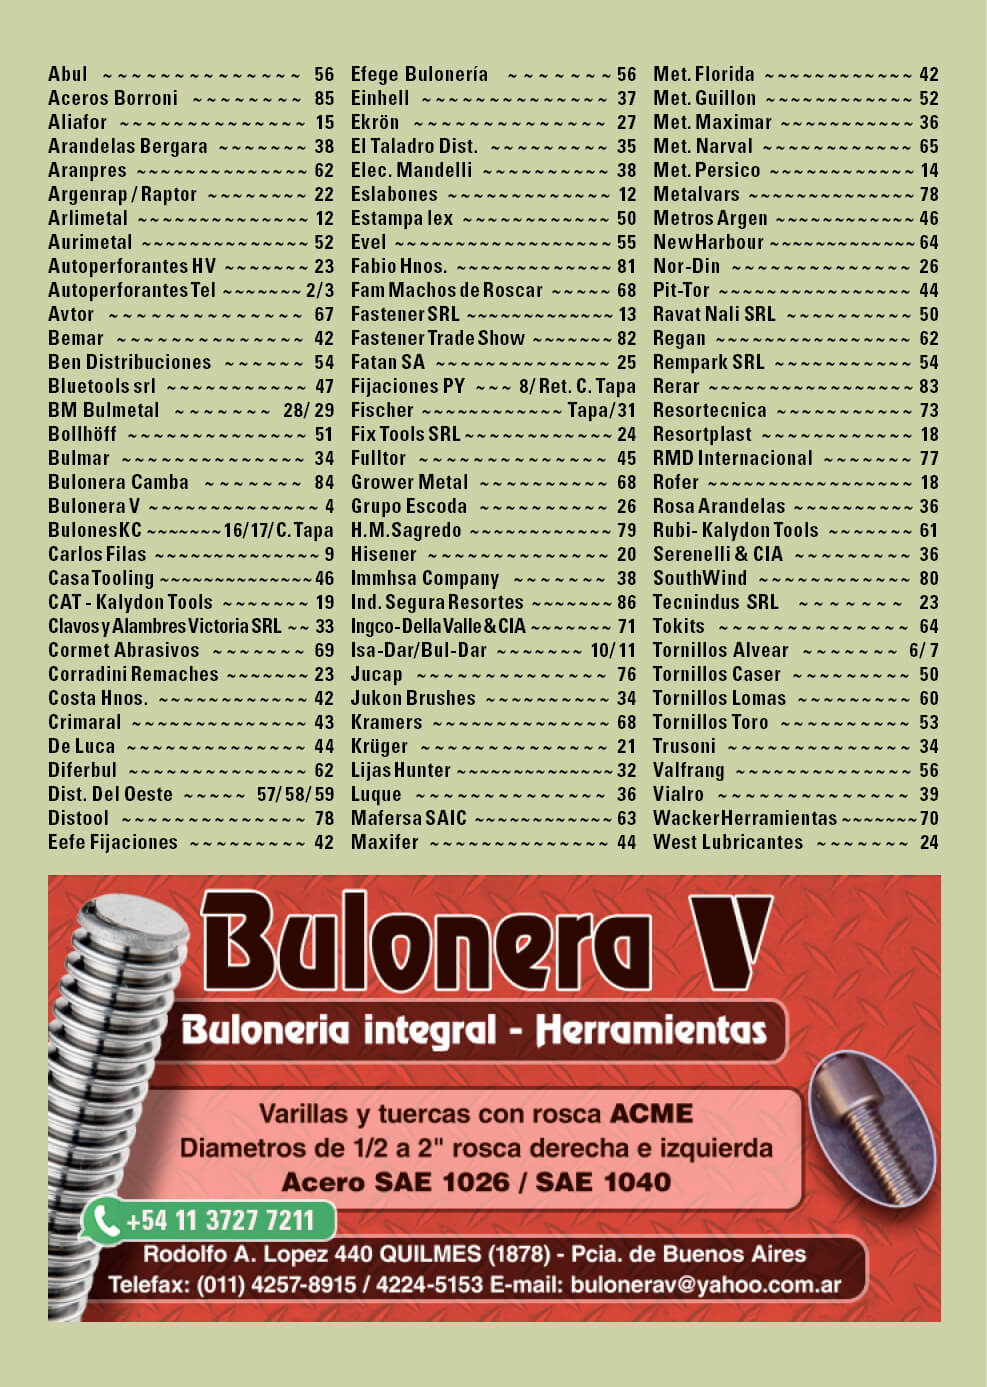 Abul ~~~~~~~~~~~~~~ 56
Aceros Borroni ~~~~~~~~ 85
Aliafor ~~~~~~~~~~~~~ 15
Arandelas Bergara ~~~~~~~ 38
Aranpres ~~~~~~~~~~~~~~ 62
Argenrap / Raptor ~~~~~~~~ 22
Arlimetal ~~~~~~~~~~~~~~ 12
Aurimetal ~~~~~~~~~~~~~~ 52
Autoperforantes HV ~~~~~~~ 23
Autoperforantes Tel ~~~~~~~ 2/3
Avtor ~~~~~~~~~~~~~~ 67
Bemar ~~~~~~~~~~~~~ 42
Ben Distribuciones ~~~~~~ 54
Bluetools srl ~~~~~~~~~~~ 47
BM Bulmetal ~~~~~~~ 28/ 29
Bollhöff ~~~~~~~~~~~~~ 51
Bulmar ~~~~~~~~~~~~~ 34
Bulonera Camba ~~~~~~~ 84
Bulonera V ~~~~~~~~~~~~~ 4
Bulones KC ~~~~~~~ 16/17/ C. Tapa
Carlos Filas ~~~~~~~~~~~~~ 9
Casa Tooling ~~~~~~~~~~~~~~ 46
CAT - Kalydon Tools ~~~~~~~ 19
Clavos y Alambres Victoria SRL ~~ 33
Cormet Abrasivos ~~~~~~~ 69
Corradini Remaches ~~~~~~~ 23
Costa Hnos. ~~~~~~~~~~~~ 42
Crimaral ~~~~~~~~~~~~~ 43
De Luca ~~~~~~~~~~~~~ 44
Diferbul ~~~~~~~~~~~~~ 62
Dist. Del Oeste ~~~~~ 57/ 58/ 59
Distool ~~~~~~~~~~~~~ 78
Eefe Fijaciones ~~~~~~~~~ 42
Efege Bulonería ~~~~~~~ 56
Einhell ~~~~~~~~~~~~~ 37
Ekrön ~~~~~~~~~~~~~ 27
El Taladro Dist. ~~~~~~~~~ 35
Elec. Mandelli ~~~~~~~~~ 38
Eslabones ~~~~~~~~~~~~ 12
Estampa lex ~~~~~~~~~~~ 50
Evel ~~~~~~~~~~~~~~~~~ 55
Fabio Hnos. ~~~~~~~~~~~~ 81
Fam Machos de Roscar ~~~~~ 68
Fastener SRL ~~~~~~~~~~~~ 13
Fastener Trade Show ~~~~~~~ 82
Fatan SA ~~~~~~~~~~~~~ 25
Fijaciones PY ~~~ 8/ Ret. C. Tapa
Fischer ~~~~~~~~~~~~ Tapa/31
Fix Tools SRL ~~~~~~~~~~~~ 24
Fulltor ~~~~~~~~~~~~~ 45
Grower Metal ~~~~~~~~~ 68
Grupo Escoda ~~~~~~~~~ 26
H.M. Sagredo ~~~~~~~~~~ 79
Hisener ~~~~~~~~~~~~~ 20
Immhsa Company ~~~~~~~ 38
Ind. Segura Resortes ~~~~~~~ 86
Ingco-Della Valle & CIA ~~~~~~~ 71
Isa-Dar/Bul-Dar ~~~~~~~ 10/ 11
Jucap ~~~~~~~~~~~~~ 76
Jukon Brushes ~~~~~~~~~ 34
Kramers ~~~~~~~~~~~~~ 68
Krüger ~~~~~~~~~~~~~ 21
Lijas Hunter ~~~~~~~~~~~~~~ 32
Luque ~~~~~~~~~~~~~ 36
Mafersa SAIC ~~~~~~~~~~~ 63
Maxifer ~~~~~~~~~~~~~ 44
Met. Florida ~~~~~~~~~~~~ 42
Met. Guillon ~~~~~~~~~~~~ 52
Met. Maximar ~~~~~~~~~~~ 36
Met. Narval ~~~~~~~~~~~~ 65
Met. Persico ~~~~~~~~~~~~ 14
Metalvars ~~~~~~~~~~~~~ 78
Metros Argen ~~~~~~~~~~~ 46
New Harbour ~~~~~~~~~~~~~ 64
Nor-Din ~~~~~~~~~~~~~ 26
Pit-Tor ~~~~~~~~~~~~~~~ 44
Ravat Nali SRL ~~~~~~~~~~ 50
Regan ~~~~~~~~~~~~~~~ 62
Rempark SRL ~~~~~~~~~~~ 54
Rerar ~~~~~~~~~~~~~~~~ 83
Resortecnica ~~~~~~~~~~~ 73
Resortplast ~~~~~~~~~~~ 18
RMD Internacional ~~~~~~~ 77
Rofer ~~~~~~~~~~~~~~~ 18
Rosa Arandelas ~~~~~~~~~~ 36
Rubi- Kalydon Tools ~~~~~~~ 61
Serenelli & CIA ~~~~~~~~~ 36
SouthWind ~~~~~~~~~~~~ 80
Tecnindus SRL ~~~~~~~ 23
Tokits ~~~~~~~~~~~~~ 64
Tornillos Alvear ~~~~~~~ 6/ 7
Tornillos Caser ~~~~~~~~~ 50
Tornillos Lomas ~~~~~~~~~ 60
Tornillos Toro ~~~~~~~~~~ 53
Trusoni ~~~~~~~~~~~~~ 34
Valfrang ~~~~~~~~~~~~~ 56
Vialro ~~~~~~~~~~~~~ 39
Wacker Herramientas ~~~~~~~ 70
West Lubricantes ~~~~~~~ 24
Bulonera V
Buloneria integral - Herramientas
Varillas y tuercas con rosca ACME
Diametros de 1/2 a 2" rosca derecha e izquierda
Acero SAE 1026 / SAE 1040
+54 11 3727 7211
Rodolfo A. Lopez 440 QUILMES (1878) - Pcia. de Buenos Aires
Telefax: (011) 4257-8915 / 4224-5153 E-mail: bulonerav@yahoo.com.ar